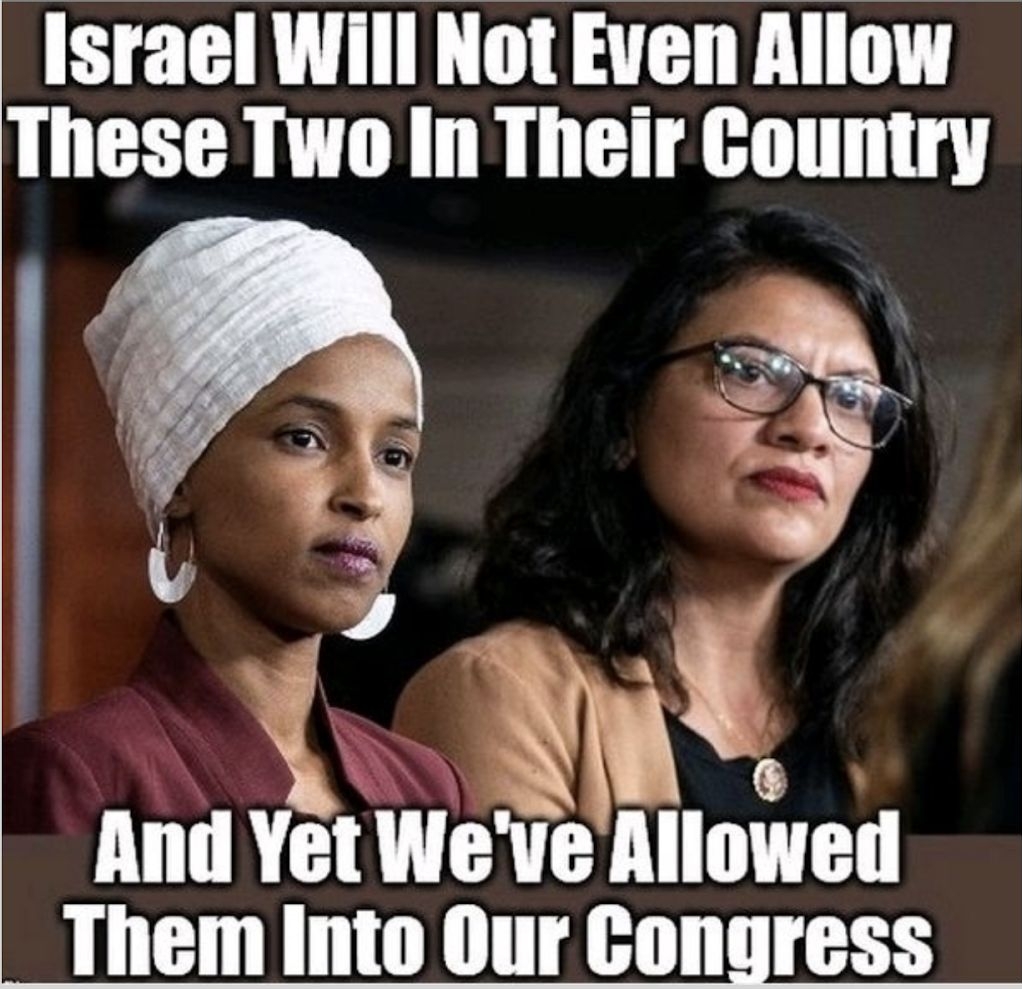 Israel Will Not Even Allow
These Two In Their Country
And Yet We've Allowed
Them Into Our Congress